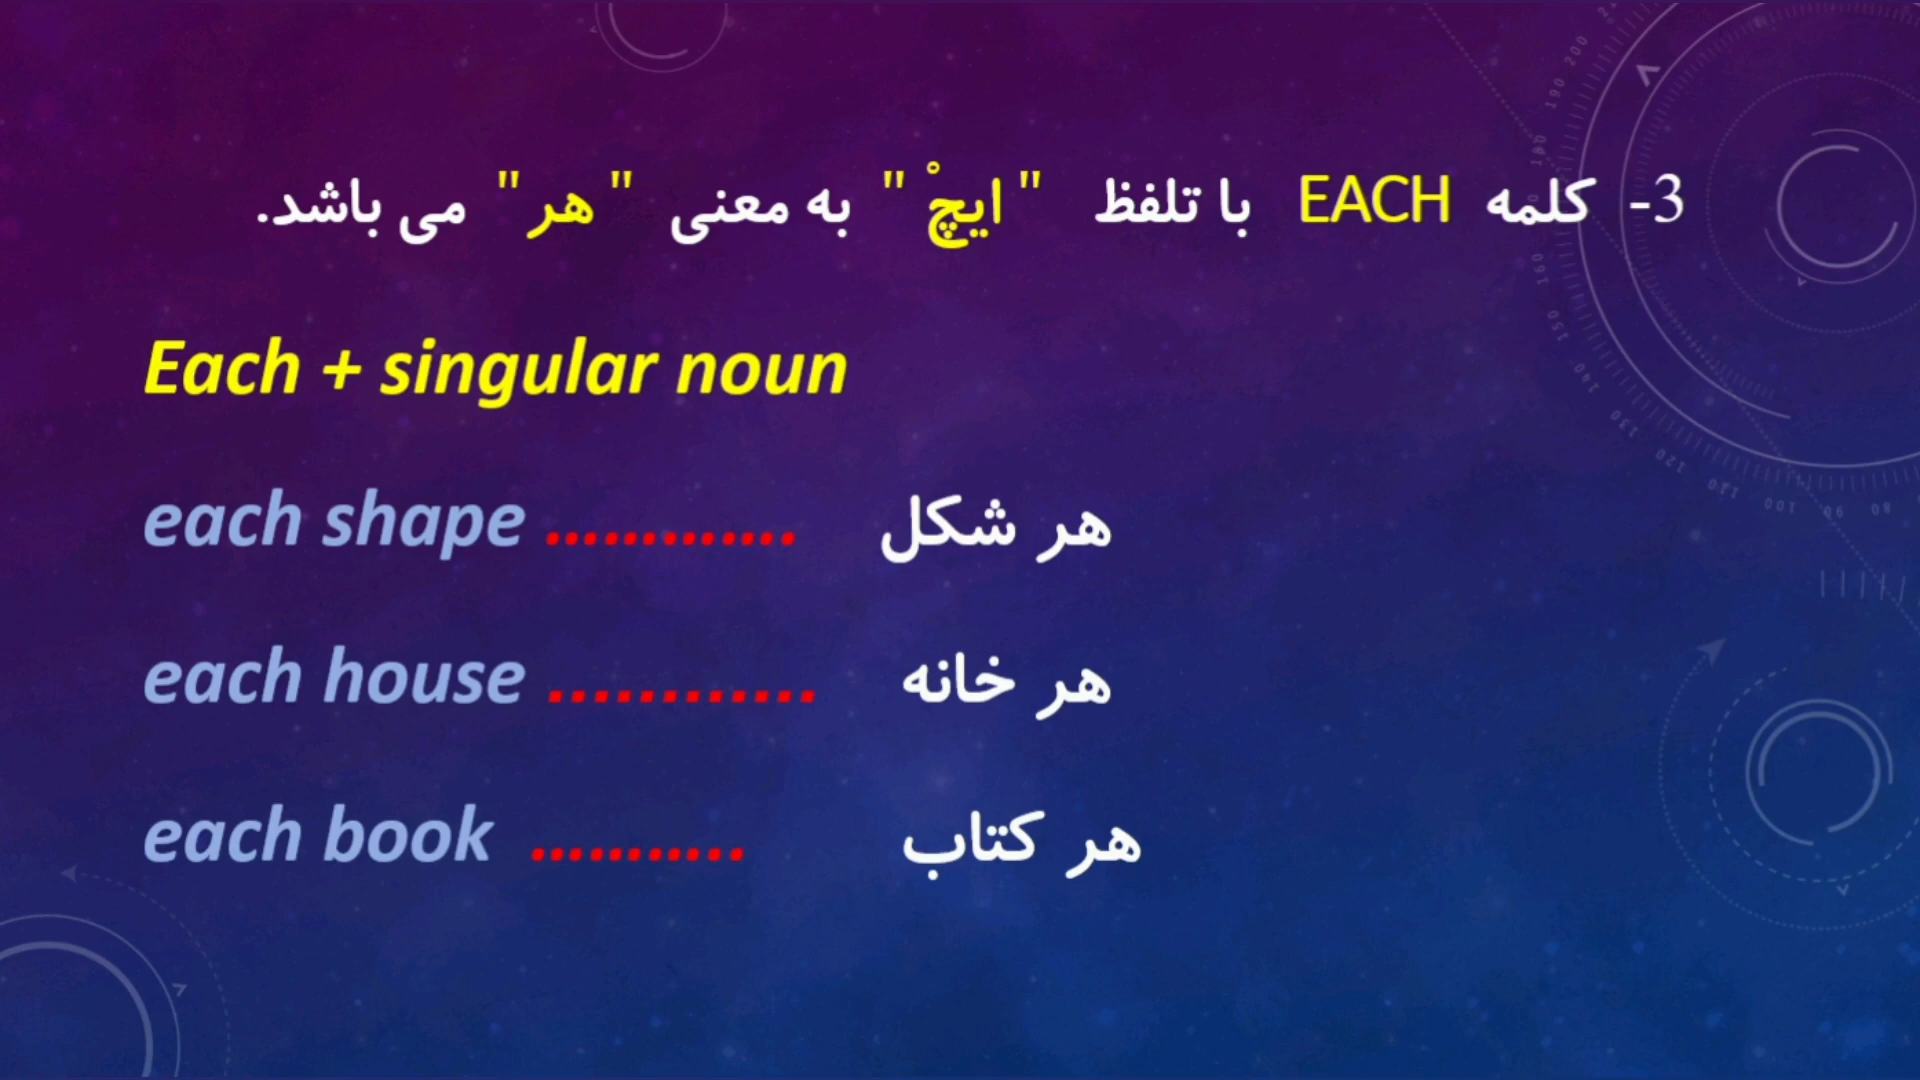 3- کلمه EACH با تلفظ " ایچْ " به معنی " هر " می باشد.
Each + singular noun
each shape ............. هر شکل
each house ............ هر خانه
each book ........... هر کتاب